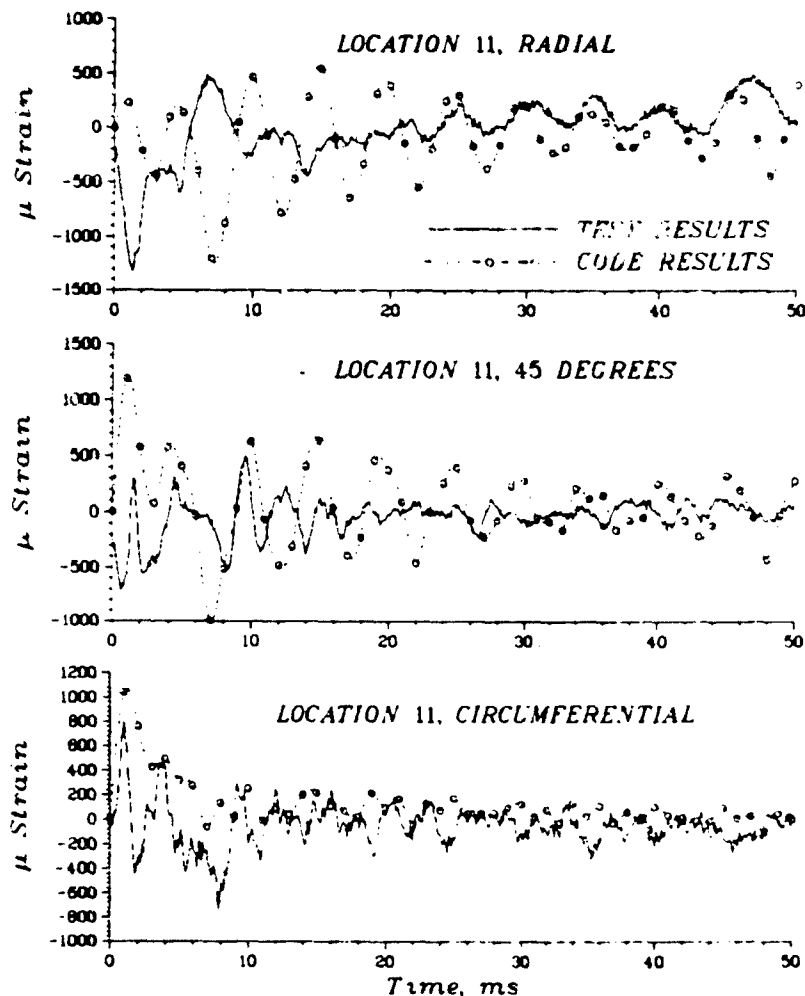 LOCATION 11, RADIAL
μ Strain
1000
500
0
-500
-1000
-1500
TEST RESULTS
CODE RESULTS
0 10 20 30 40 50
LOCATION 11, 45 DEGREES
μ Strain
1500
1000
500
0
-500
-1000
0 10 20 30 40 50
LOCATION 11, CIRCUMFERENTIAL
μ Strain
1200
1000
800
600
400
200
0
-200
-400
-600
-800
-1000
0 10 20 30 40 50
Time, ms